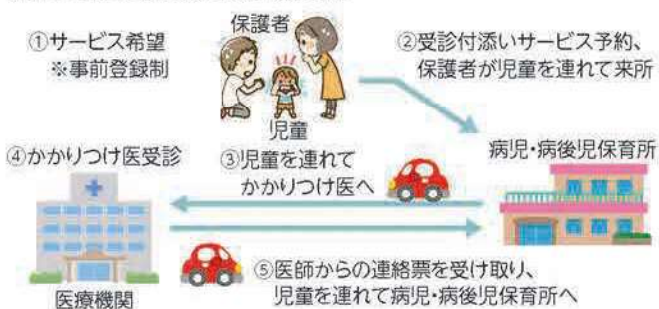 保護者
①サービス希望
※事前登録制
②受診付添いサービス予約、
保護者が児童を連れて来所
児童
④かかりつけ医受診
③児童を連れて
かかりつけ医へ
病児・病後児保育所
医療機関
⑤医師からの連絡票を受け取り、
児童を連れて病児・病後児保育所へ